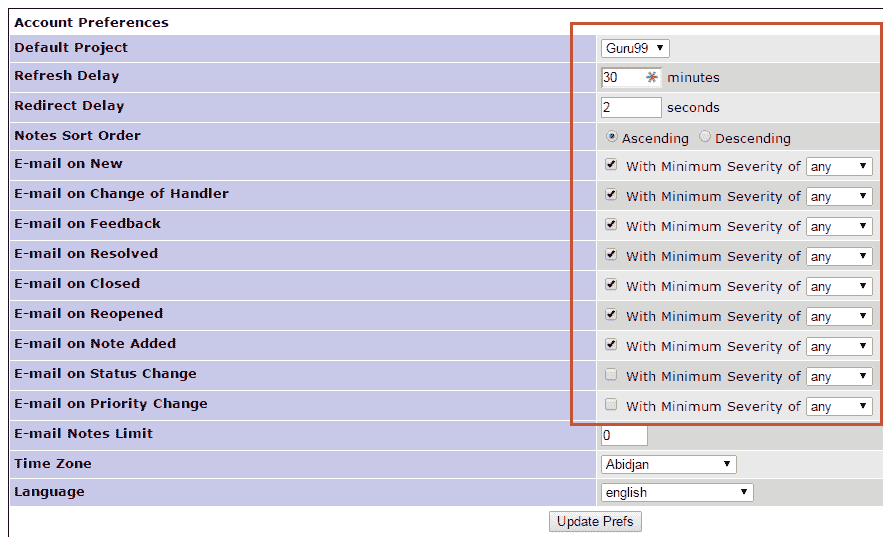 Account Preferences
Default Project Guru99
Refresh Delay 30 minutes
Redirect Delay 2 seconds
Notes Sort Order Ascending Descending
E-mail on New With Minimum Severity of any
E-mail on Change of Handler With Minimum Severity of any
E-mail on Feedback With Minimum Severity of any
E-mail on Resolved With Minimum Severity of any
E-mail on Closed With Minimum Severity of any
E-mail on Reopened With Minimum Severity of any
E-mail on Note Added With Minimum Severity of any
E-mail on Status Change With Minimum Severity of any
E-mail on Priority Change With Minimum Severity of any
E-mail Notes Limit 0
Time Zone Abidjan
Language english
Update Prefs